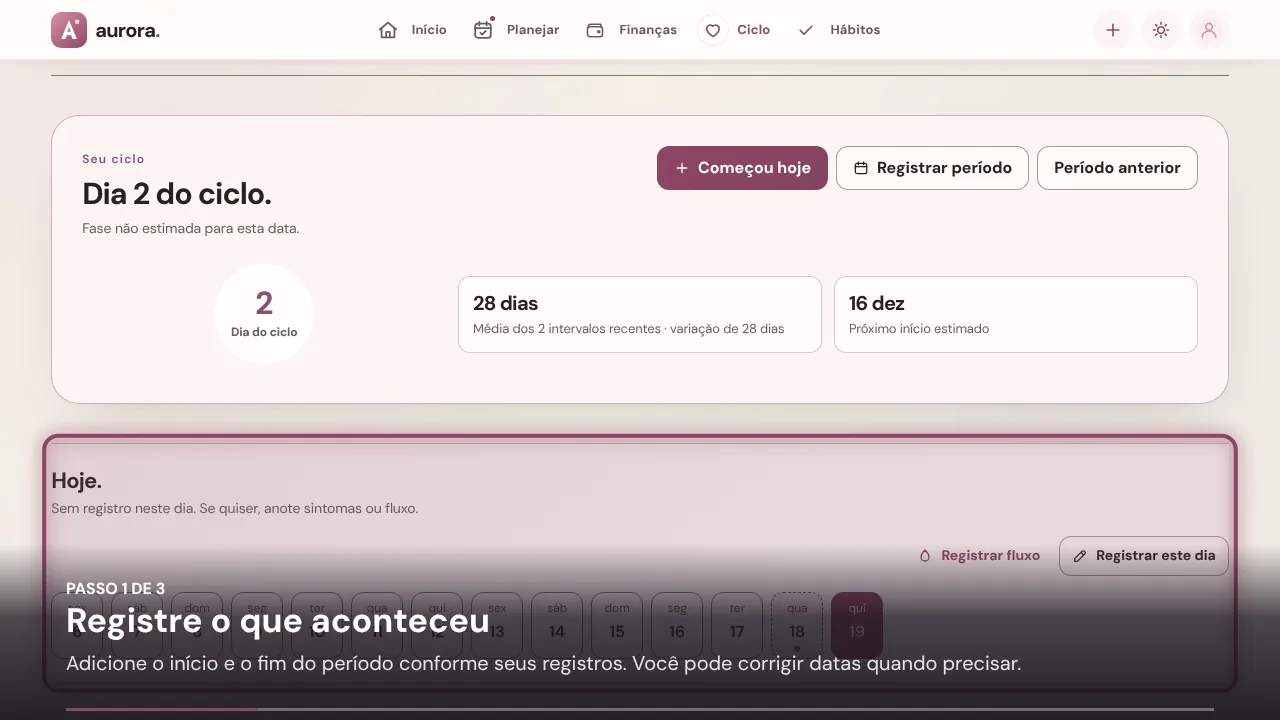 aurora.
Início
Planejar
Finanças
Ciclo
Hábitos
Seu ciclo
Dia 2 do ciclo.
Fase não estimada para esta data.
Começou hoje
Registrar período
Período anterior
2
Dia do ciclo
28 dias
Média dos 2 intervalos recentes · variação de 28 dias
16 dez
Próximo início estimado
Hoje.
Sem registro neste dia. Se quiser, anote sintomas ou fluxo.
Registrar fluxo
Registrar este dia
PASSO 1 DE 3
dom seg ter qua qui sex sáb dom seg ter qua qui
Registre o que aconteceu
13 14 15 16 17 18 19
Adicione o início e o fim do período conforme seus registros. Você pode corrigir datas quando precisar.